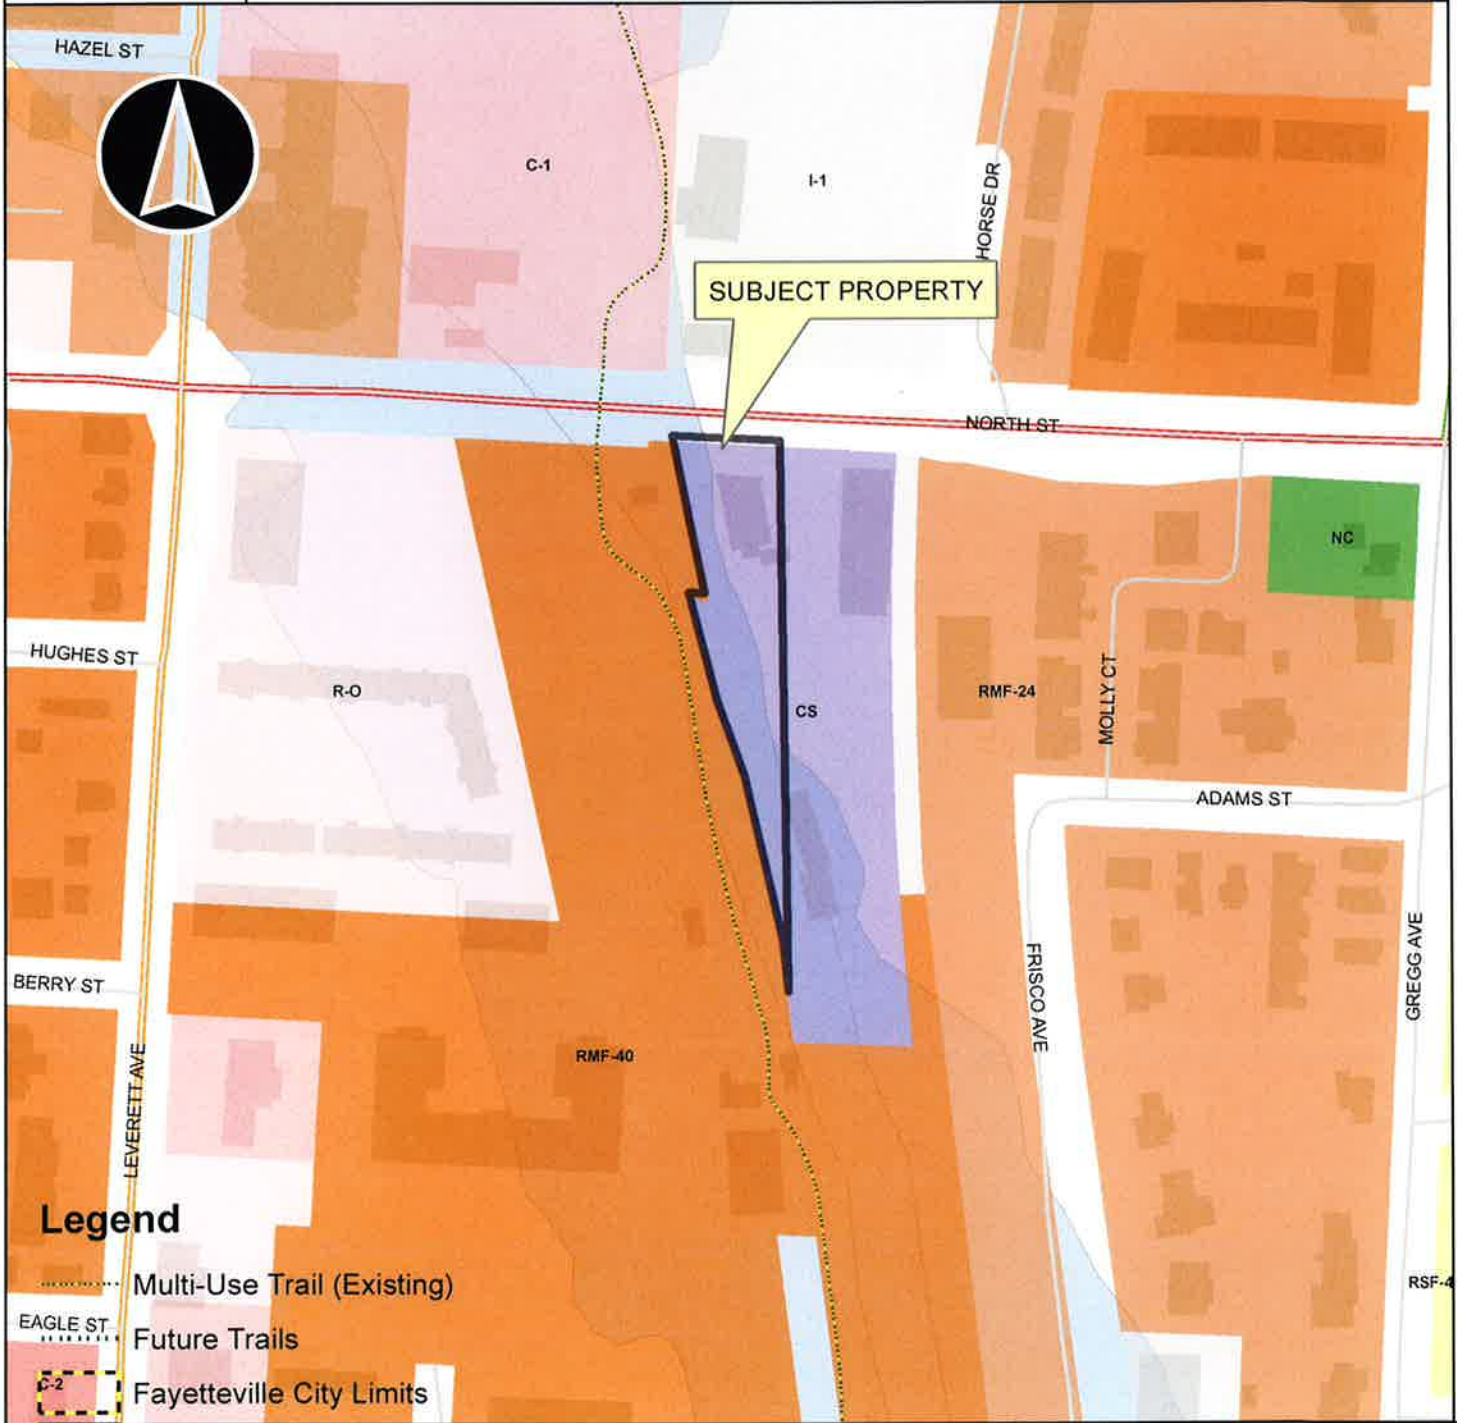 HAZEL ST
C-1
I-1
HORSE DR
SUBJECT PROPERTY
NORTH ST
NC
HUGHES ST
R-O
RMF-24
MOLLY CT
CS
ADAMS ST
BERRY ST
FRISCO AVE
GREGG AVE
RMF-40
LEVERETT AVE
Legend
Multi-Use Trail (Existing)
RSF-4
EAGLE ST
Future Trails
C-2
Fayetteville City Limits